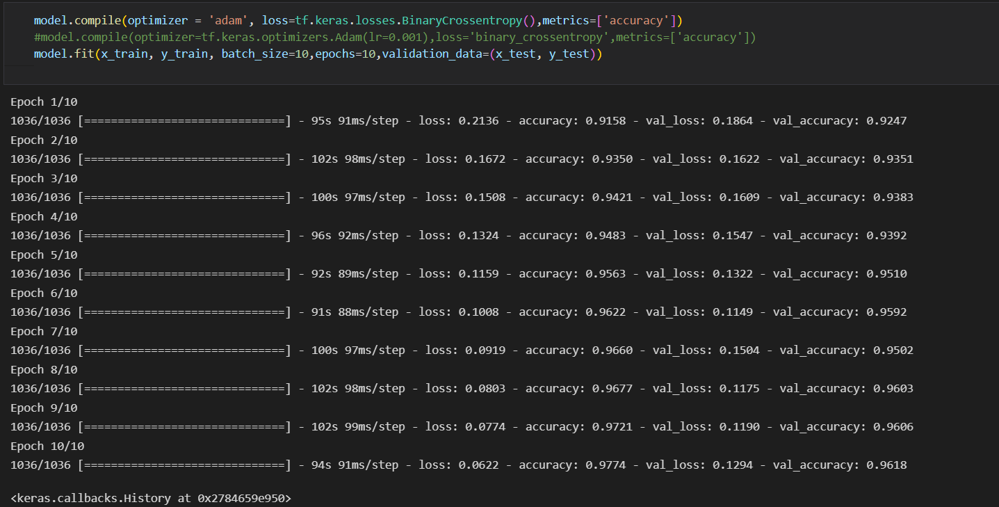 model.compile(optimizer = 'adam', loss=tf.keras.losses.BinaryCrossentropy(),metrics=['accuracy'])
#model.compile(optimizer=tf.keras.optimizers.Adam(lr=0.001),loss='binary_crossentropy',metrics=['accuracy'])
model.fit(x_train, y_train, batch_size=10,epochs=10,validation_data=(x_test, y_test))
Epoch 1/10
1036/1036 [==============================] - 95s 91ms/step - loss: 0.2136 - accuracy: 0.9158 - val_loss: 0.1864 - val_accuracy: 0.9247
Epoch 2/10
1036/1036 [==============================] - 102s 98ms/step - loss: 0.1672 - accuracy: 0.9350 - val_loss: 0.1622 - val_accuracy: 0.9351
Epoch 3/10
1036/1036 [==============================] - 100s 97ms/step - loss: 0.1508 - accuracy: 0.9421 - val_loss: 0.1609 - val_accuracy: 0.9383
Epoch 4/10
1036/1036 [==============================] - 96s 92ms/step - loss: 0.1324 - accuracy: 0.9483 - val_loss: 0.1547 - val_accuracy: 0.9392
Epoch 5/10
1036/1036 [==============================] - 92s 89ms/step - loss: 0.1159 - accuracy: 0.9563 - val_loss: 0.1322 - val_accuracy: 0.9510
Epoch 6/10
1036/1036 [==============================] - 91s 88ms/step - loss: 0.1008 - accuracy: 0.9622 - val_loss: 0.1149 - val_accuracy: 0.9592
Epoch 7/10
1036/1036 [==============================] - 100s 97ms/step - loss: 0.0919 - accuracy: 0.9660 - val_loss: 0.1504 - val_accuracy: 0.9502
Epoch 8/10
1036/1036 [==============================] - 102s 98ms/step - loss: 0.0803 - accuracy: 0.9677 - val_loss: 0.1175 - val_accuracy: 0.9603
Epoch 9/10
1036/1036 [==============================] - 102s 99ms/step - loss: 0.0774 - accuracy: 0.9721 - val_loss: 0.1190 - val_accuracy: 0.9606
Epoch 10/10
1036/1036 [==============================] - 94s 91ms/step - loss: 0.0622 - accuracy: 0.9774 - val_loss: 0.1294 - val_accuracy: 0.9618
<keras.callbacks.History at 0x2784659e950>